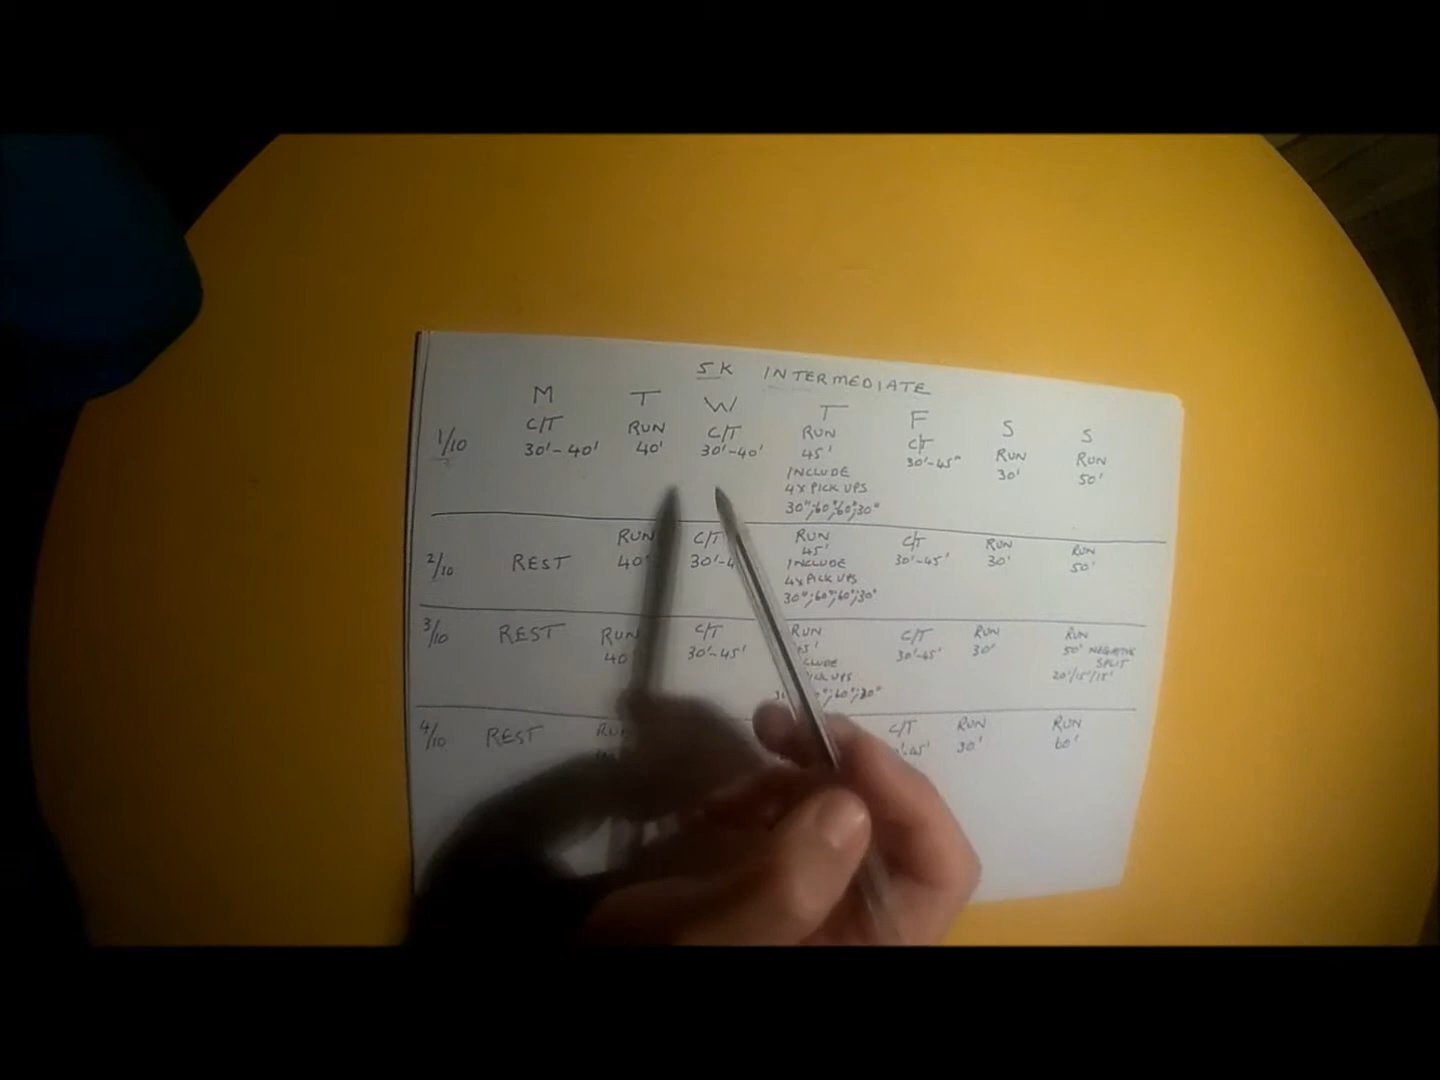 5K INTERMEDIATE
M T W T F S S
1/10
C/T
30'-40'
RUN
40'
C/T
30'-40'
RUN
45'
INCLUDE
4x PICK UPS
30";60";60";30"
C/T
30'-45"
RUN
30'
RUN
50'
2/10
REST
RUN
40'
C/T
30'-4
RUN
45'
INCLUDE
4x PICK UPS
30";60";60";30'
C/T
30'-45'
RUN
30'
RUN
50'
3/10
REST
RUN
40'
C/T
30'-45'
RUN
C/T
30'-45'
RUN
30'
RUN
50' NEGATIVE
SPLIT
20'/15'/15'
4/10
REST
C/T
RUN
30'
RUN
60'